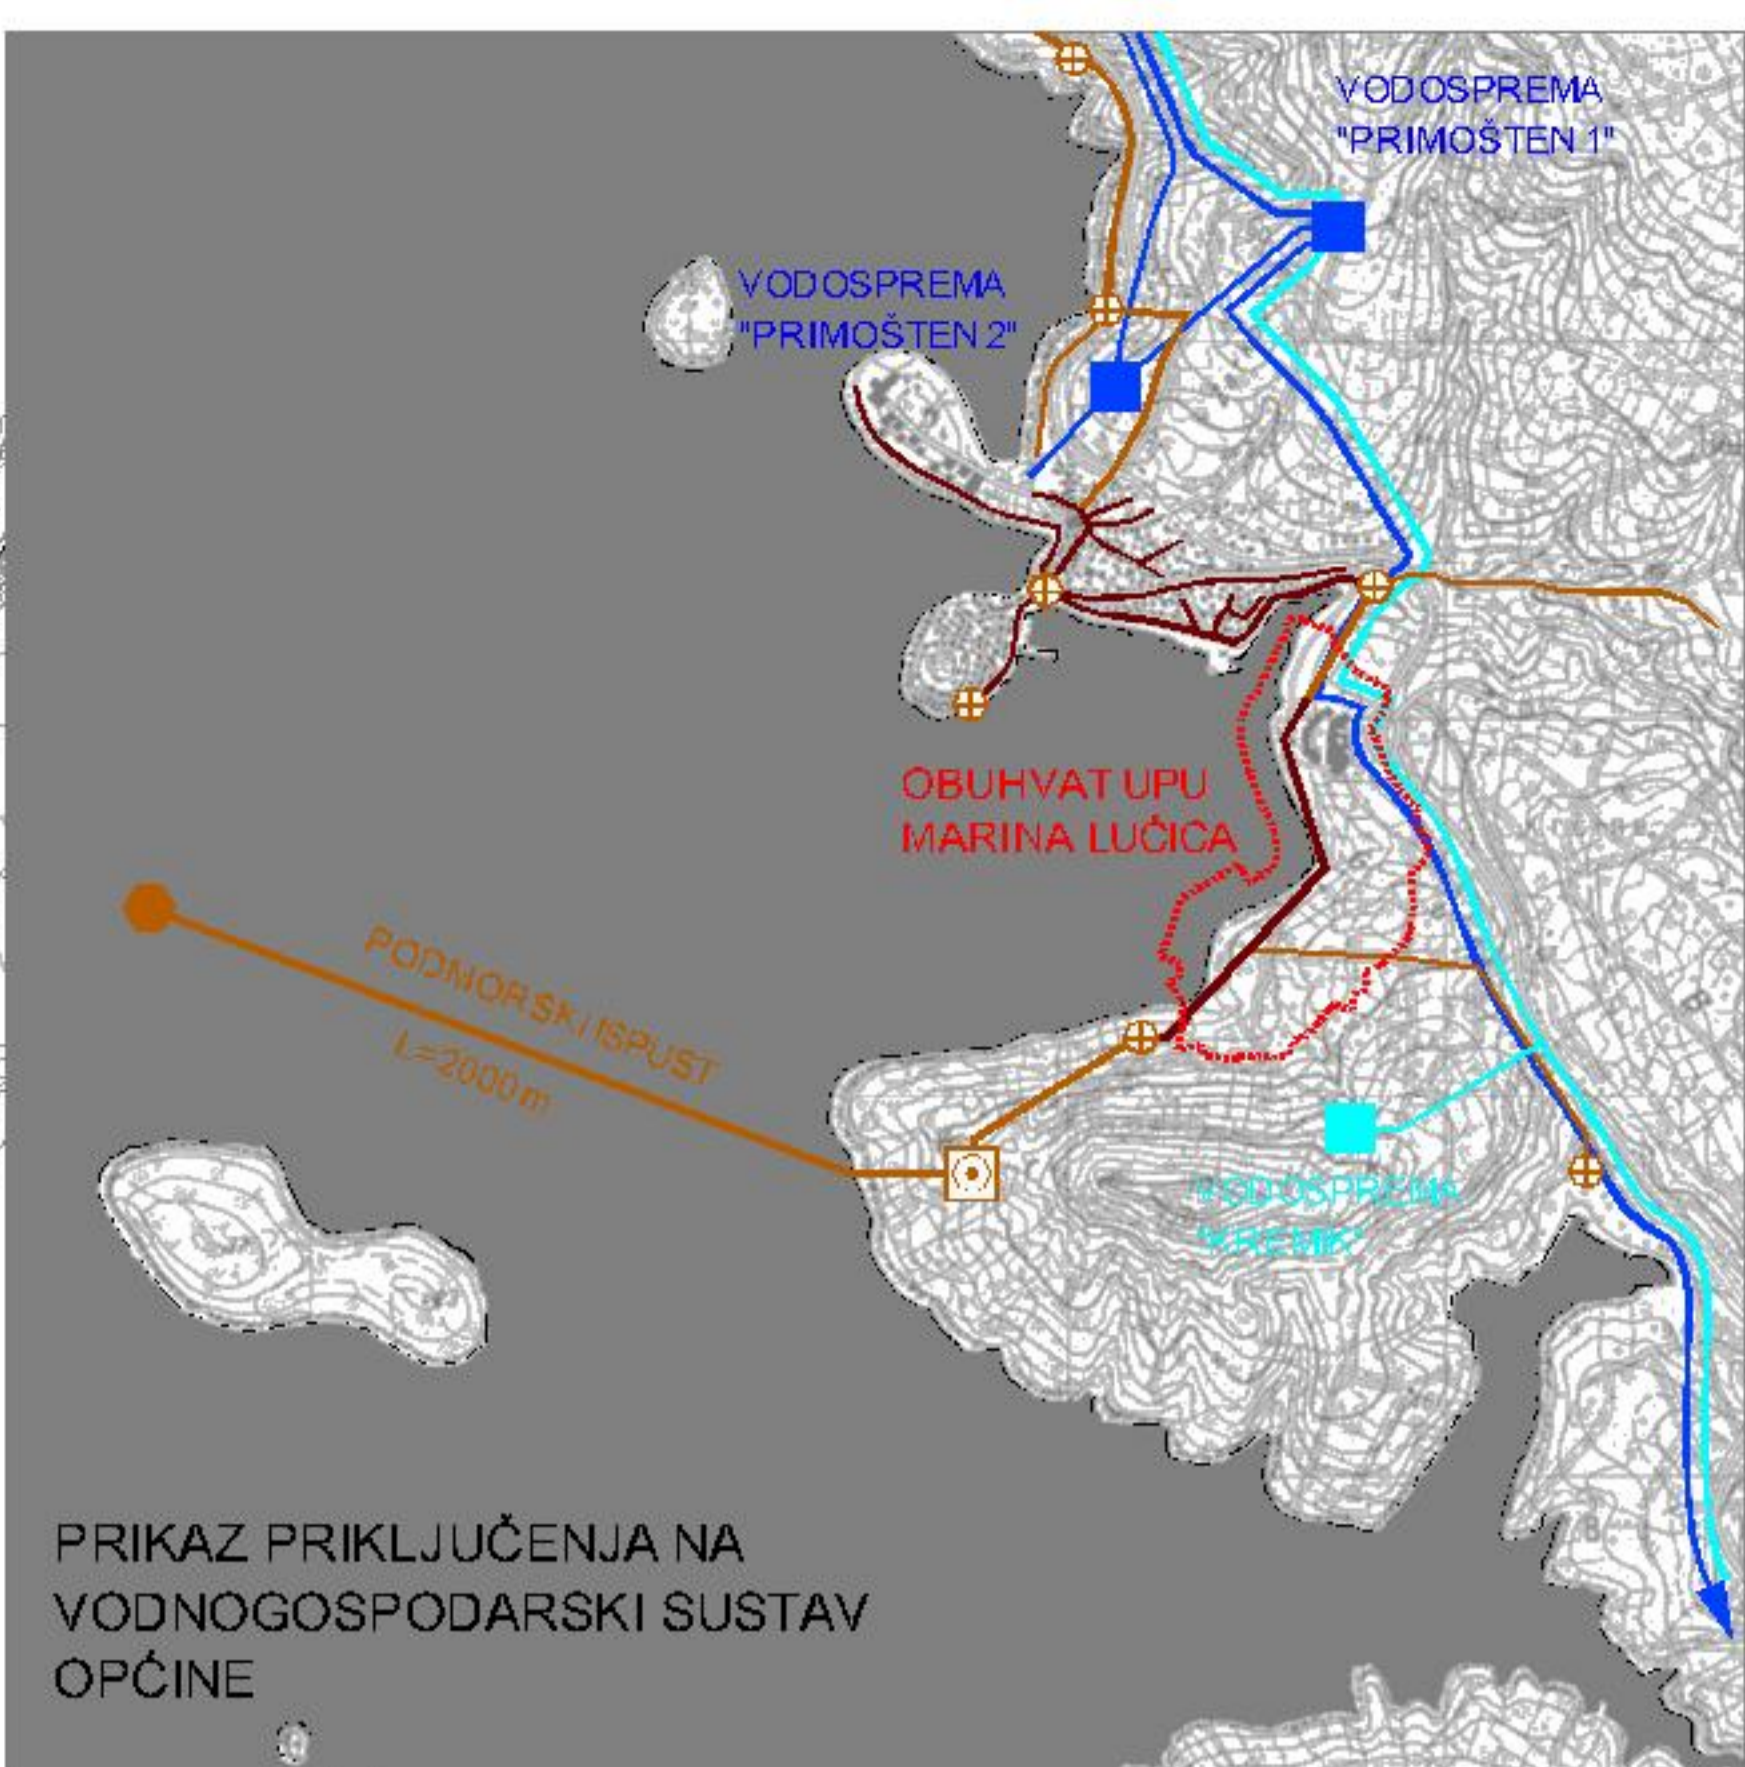 VODOSPREMA
"PRIMOŠTEN 1"
VODOSPREMA
"PRIMOŠTEN 2"
OBUHVAT UPU
MARINA LUČICA
PODMORSKI ISPUST
L=2000 m
VODOSPREMA
"KREMIK"
PRIKAZ PRIKLJUČENJA NA
VODNOGOSPODARSKI SUSTAV
OPĆINE